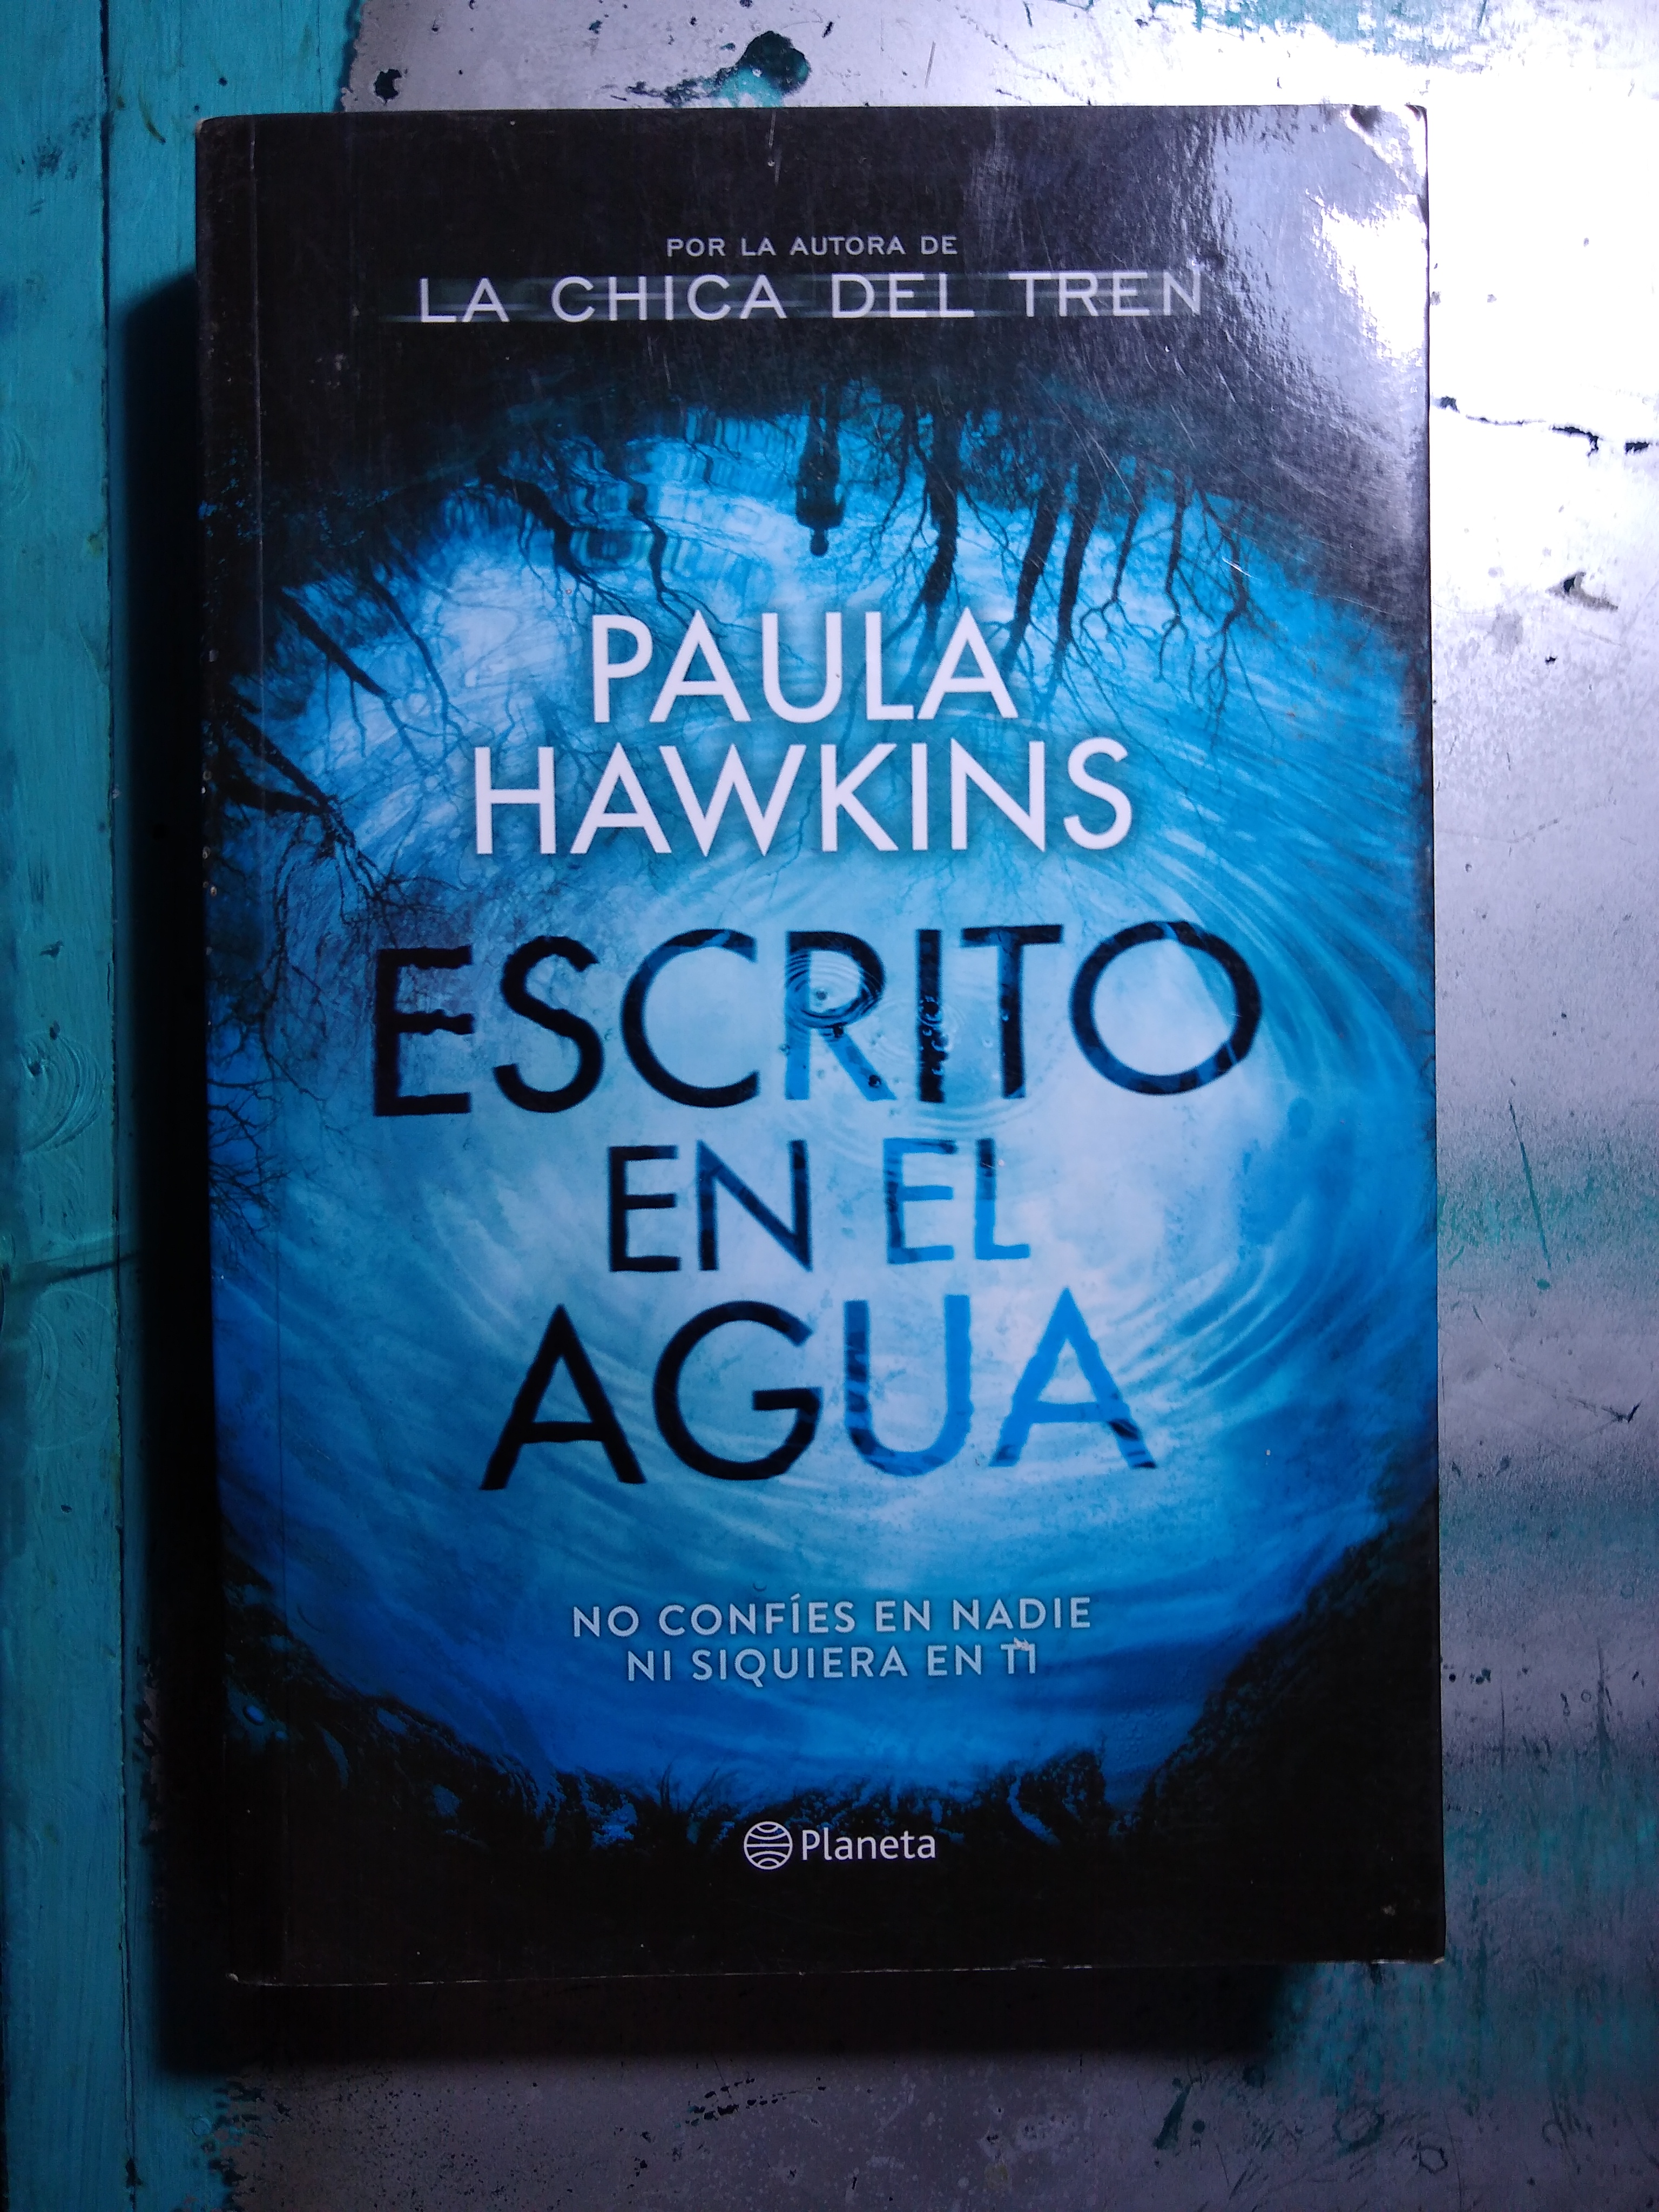 POR LA AUTORA DE
LA CHICA DEL TREN
PAULA
HAWKINS
ESCRITO
EN EL
AGUA
NO CONFÍES EN NADIE
NI SIQUIERA EN TI
Planeta